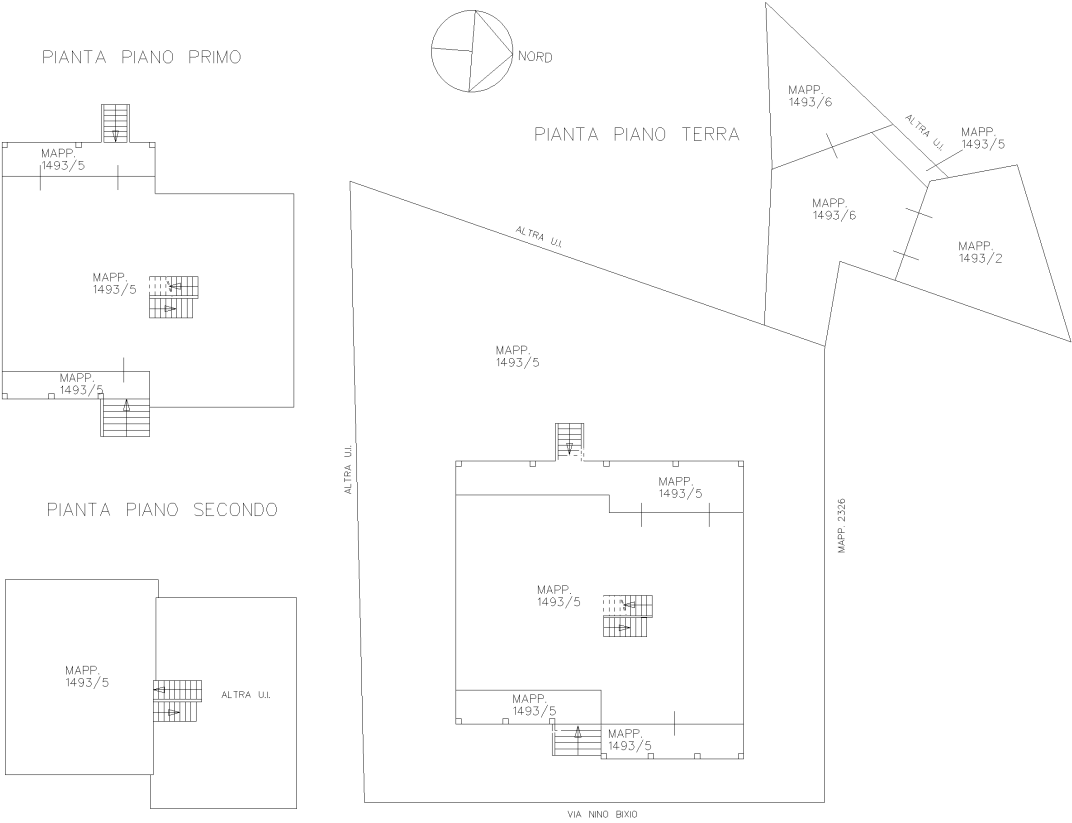 PIANTA PIANO PRIMO
NORD
MAPP.
1493/5
MAPP.
1493/5
MAPP.
1493/5
PIANTA PIANO TERRA
MAPP.
1493/6
ALTRA U.I.
MAPP.
1493/5
MAPP.
1493/6
MAPP.
1493/2
ALTRA U.I.
MAPP.
1493/5
ALTRA U.I.
MAPP. 2326
MAPP.
1493/5
MAPP.
1493/5
MAPP.
1493/5
MAPP.
1493/5
VIA NINO BIXIO
PIANTA PIANO SECONDO
MAPP.
1493/5
ALTRA U.I.